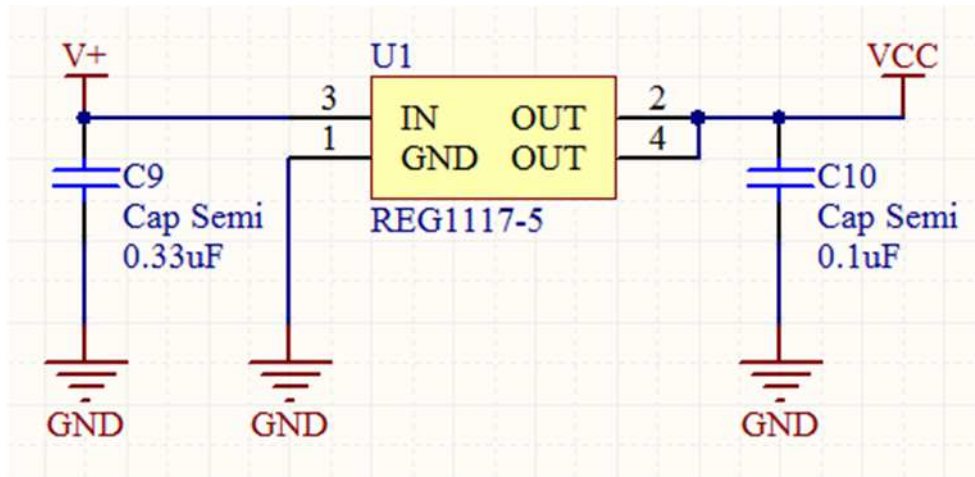 V+
U1
VCC
3
IN
OUT
2
1
GND
OUT
4
C9
Cap Semi
0.33uF
REG1117-5
C10
Cap Semi
0.1uF
GND
GND
GND